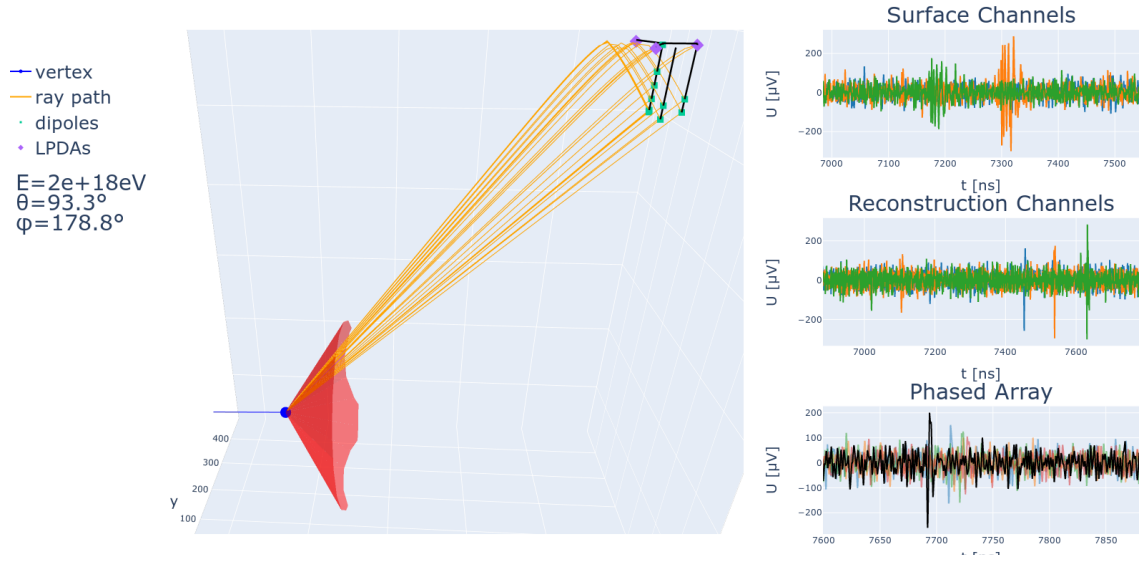 vertex
ray path
dipoles
LPDAs
E=2e+18eV
θ=93.3°
φ=178.8°
400
300
200
100
y
Surface Channels
200
0
−200
U [μV]
7000
7100
7200
7300
7400
7500
t [ns]
Reconstruction Channels
200
0
−200
U [μV]
7000
7200
7400
7600
t [ns]
Phased Array
200
100
0
−100
−200
U [μV]
7600
7650
7700
7750
7800
7850
t [ns]